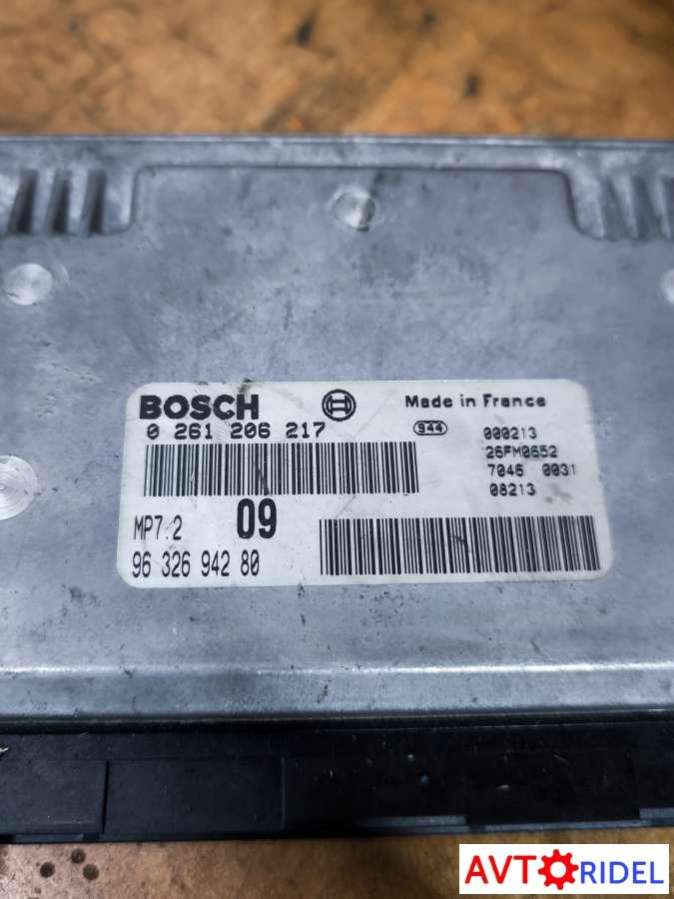 BOSCH
Made in France
0 261 206 217
944
000213
26FM0652
7046 0031
08213
MP7.2
09
96 326 942 80
AVTORIDEL